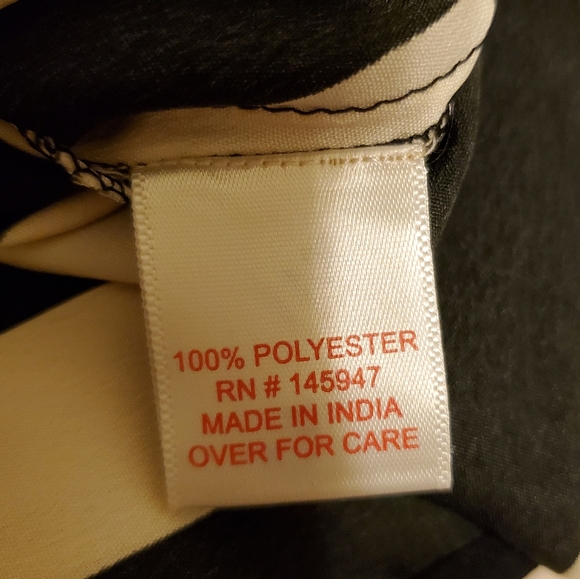 100% POLYESTER
RN # 145947
MADE IN INDIA
OVER FOR CARE